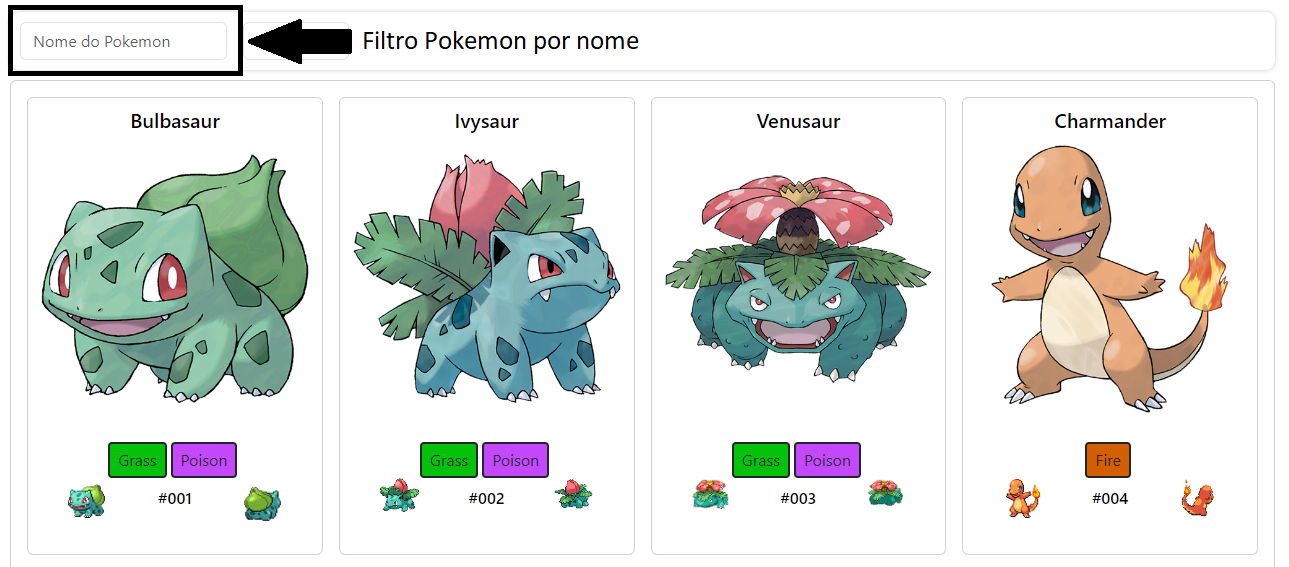 Nome do Pokemon
Filtro Pokemon por nome
Bulbasaur
Ivysaur
Venusaur
Charmander
Grass Poison
Grass Poison
Grass Poison
Fire
#001
#002
#003
#004